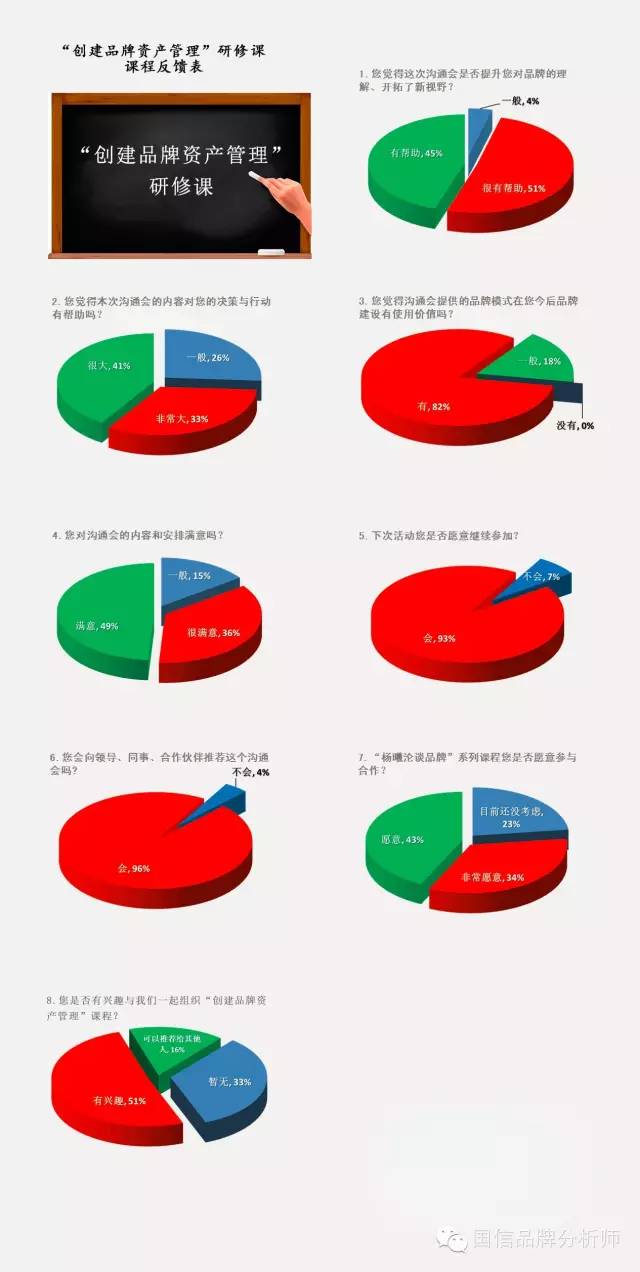 “创建品牌资产管理”研修课
课程反馈表
“创建品牌资产管理”
研修课
1. 您觉得这次沟通会是否提升您对品牌的理
解、开拓了新视野？
一般, 4%
有帮助, 45%
很有帮助, 51%
2. 您觉得本次沟通会的内容对您的决策与行动
有帮助吗？
一般, 26%
很大, 41%
非常大, 33%
3. 您觉得沟通会提供的品牌模式在您今后品牌
建设有使用价值吗？
一般, 18%
有, 82%
没有, 0%
4. 您对沟通会的内容和安排满意吗？
一般, 15%
满意, 49%
很满意, 36%
5. 下次活动您是否愿意继续参加？
不会, 7%
会, 93%
6. 您会向领导、同事、合作伙伴推荐这个沟通
会吗？
不会, 4%
会, 96%
7. “杨曦沦谈品牌”系列课程您是否愿意参与
合作？
目前还没考虑,
23%
愿意, 43%
非常愿意, 34%
8. 您是否有兴趣与我们一起组织“创建品牌资
产管理”课程？
可以推荐给其他
人, 16%
暂无, 33%
有兴趣, 51%
国信品牌分析师